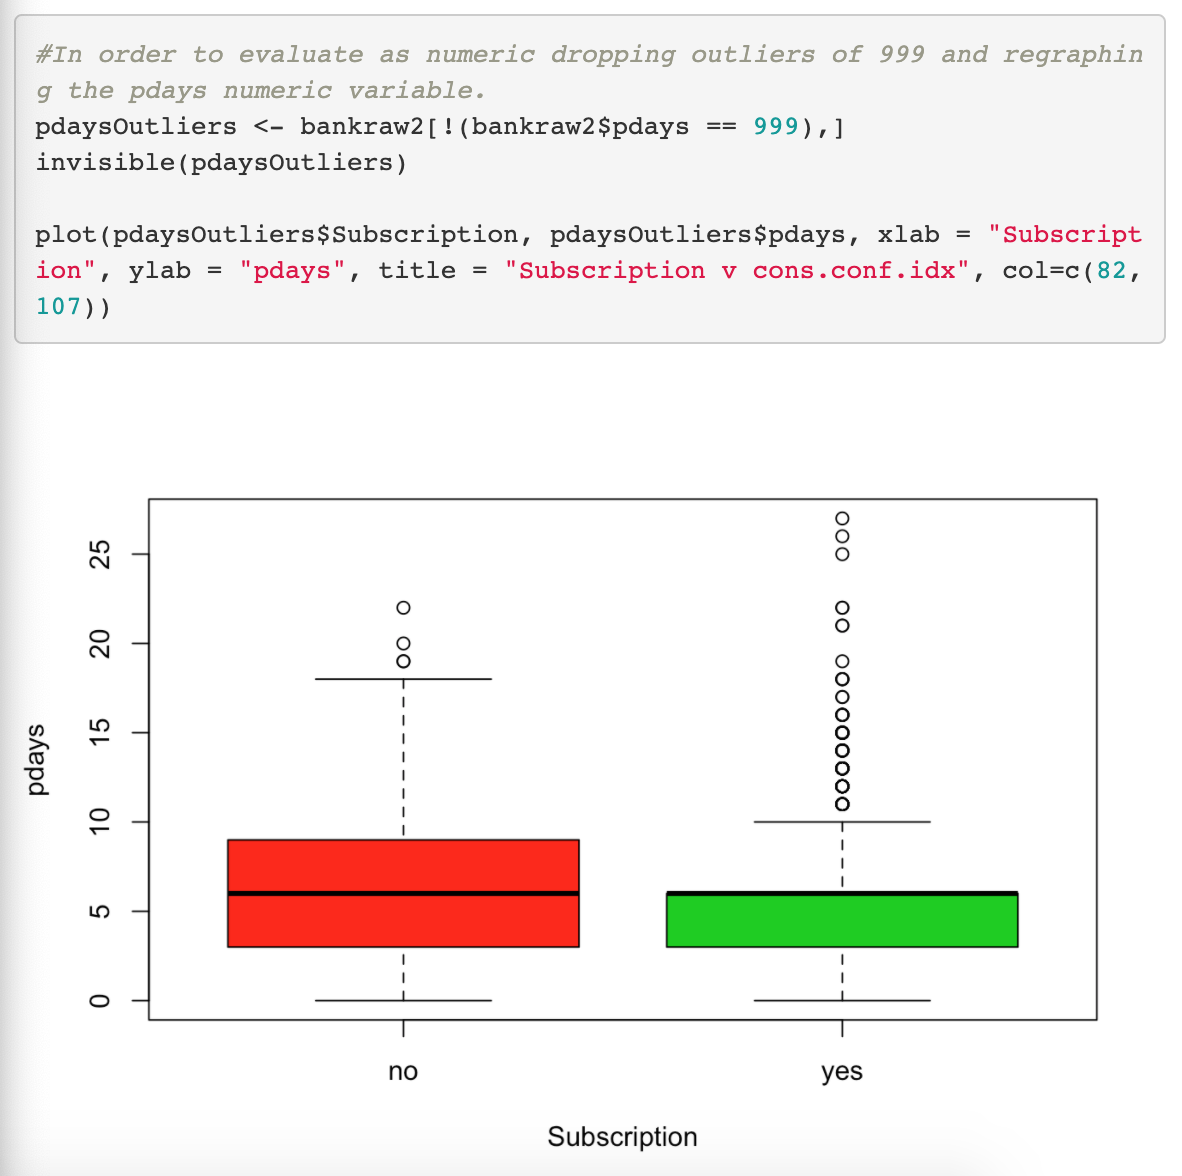 #In order to evaluate as numeric dropping outliers of 999 and regraphin
g the pdays numeric variable.
pdaysOutliers <- bankraw2[!(bankraw2$pdays == 999),]
invisible(pdaysOutliers)
plot(pdaysOutliers$Subscription, pdaysOutliers$pdays, xlab = "Subscript
ion", ylab = "pdays", title = "Subscription v cons.conf.idx", col=c(82,
107))
25
20
15
10
5
0
pdays
no yes
Subscription